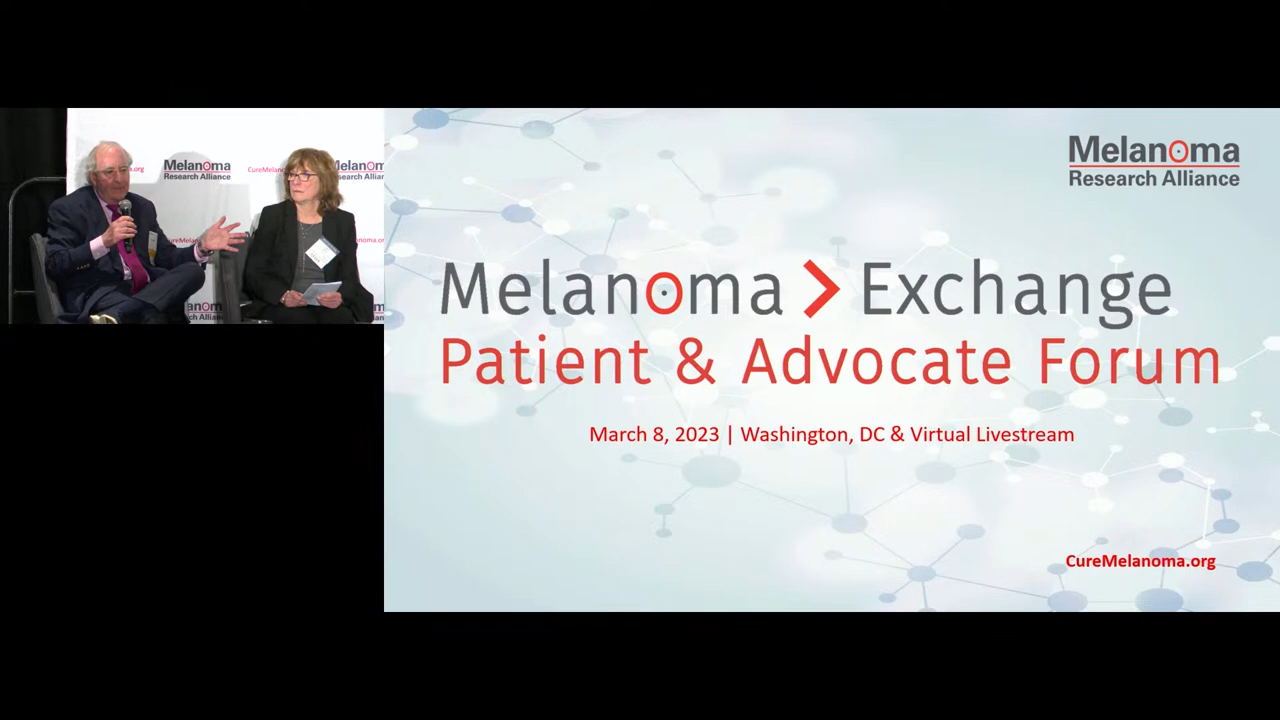 Melanoma
Research Alliance
Melanoma > Exchange
Patient & Advocate Forum
March 8, 2023 | Washington, DC & Virtual Livestream
CureMelanoma.org
Melanoma
Research Alliance